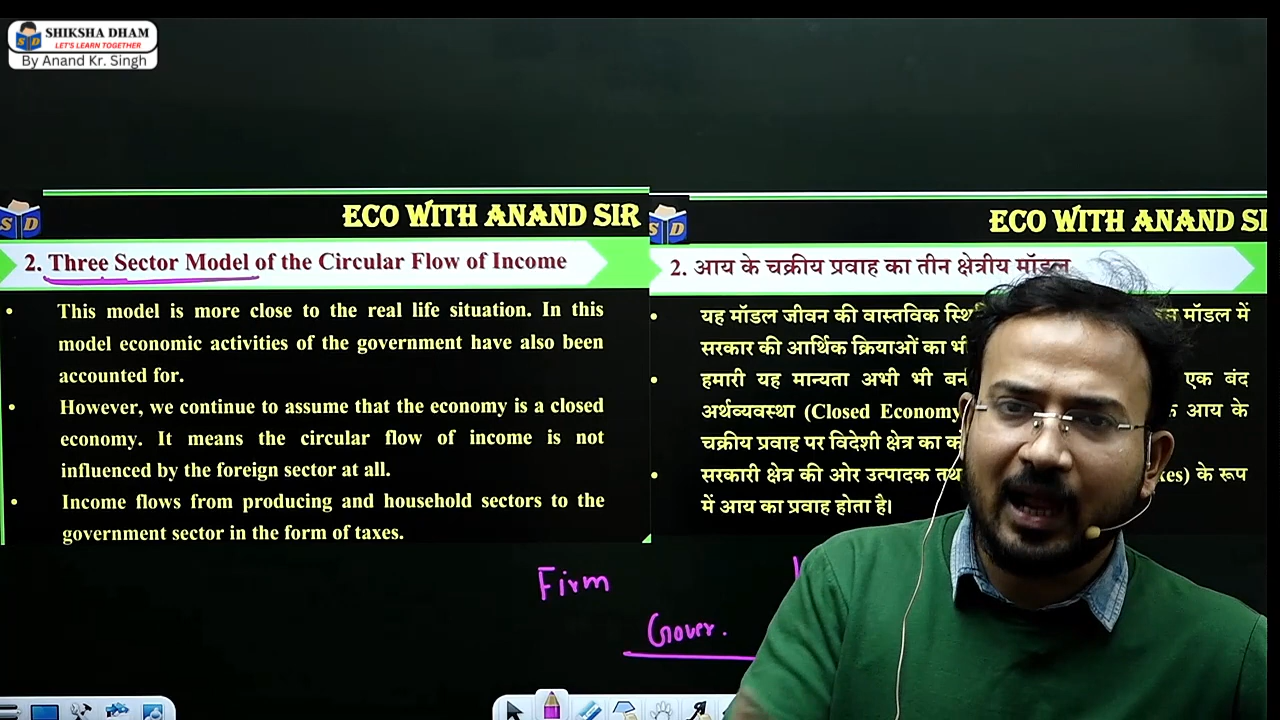 SHIKSHA DHAM
LET'S LEARN TOGETHER
By Anand Kr. Singh
ECO WITH ANAND SIR
2. Three Sector Model of the Circular Flow of Income
• This model is more close to the real life situation. In this
model economic activities of the government have also been
accounted for.
• However, we continue to assume that the economy is a closed
economy. It means the circular flow of income is not
influenced by the foreign sector at all.
• Income flows from producing and household sectors to the
government sector in the form of taxes.
ECO WITH ANAND SI
2. आय के चक्रीय प्रवाह का तीन क्षेत्रीय मॉडल
• यह मॉडल जीवन की वास्तविक मॉडल में
सरकार की आर्थिक क्रियाओं का
• हमारी यह मान्यता अभी भी एक बंद
अर्थव्यवस्था (Closed Economy आय के
चक्रीय प्रवाह पर विदेशी क्षेत्र का
• सरकारी क्षेत्र की ओर उत्पादक के रूप
में आय का प्रवाह होता है।
Firm
Gover.